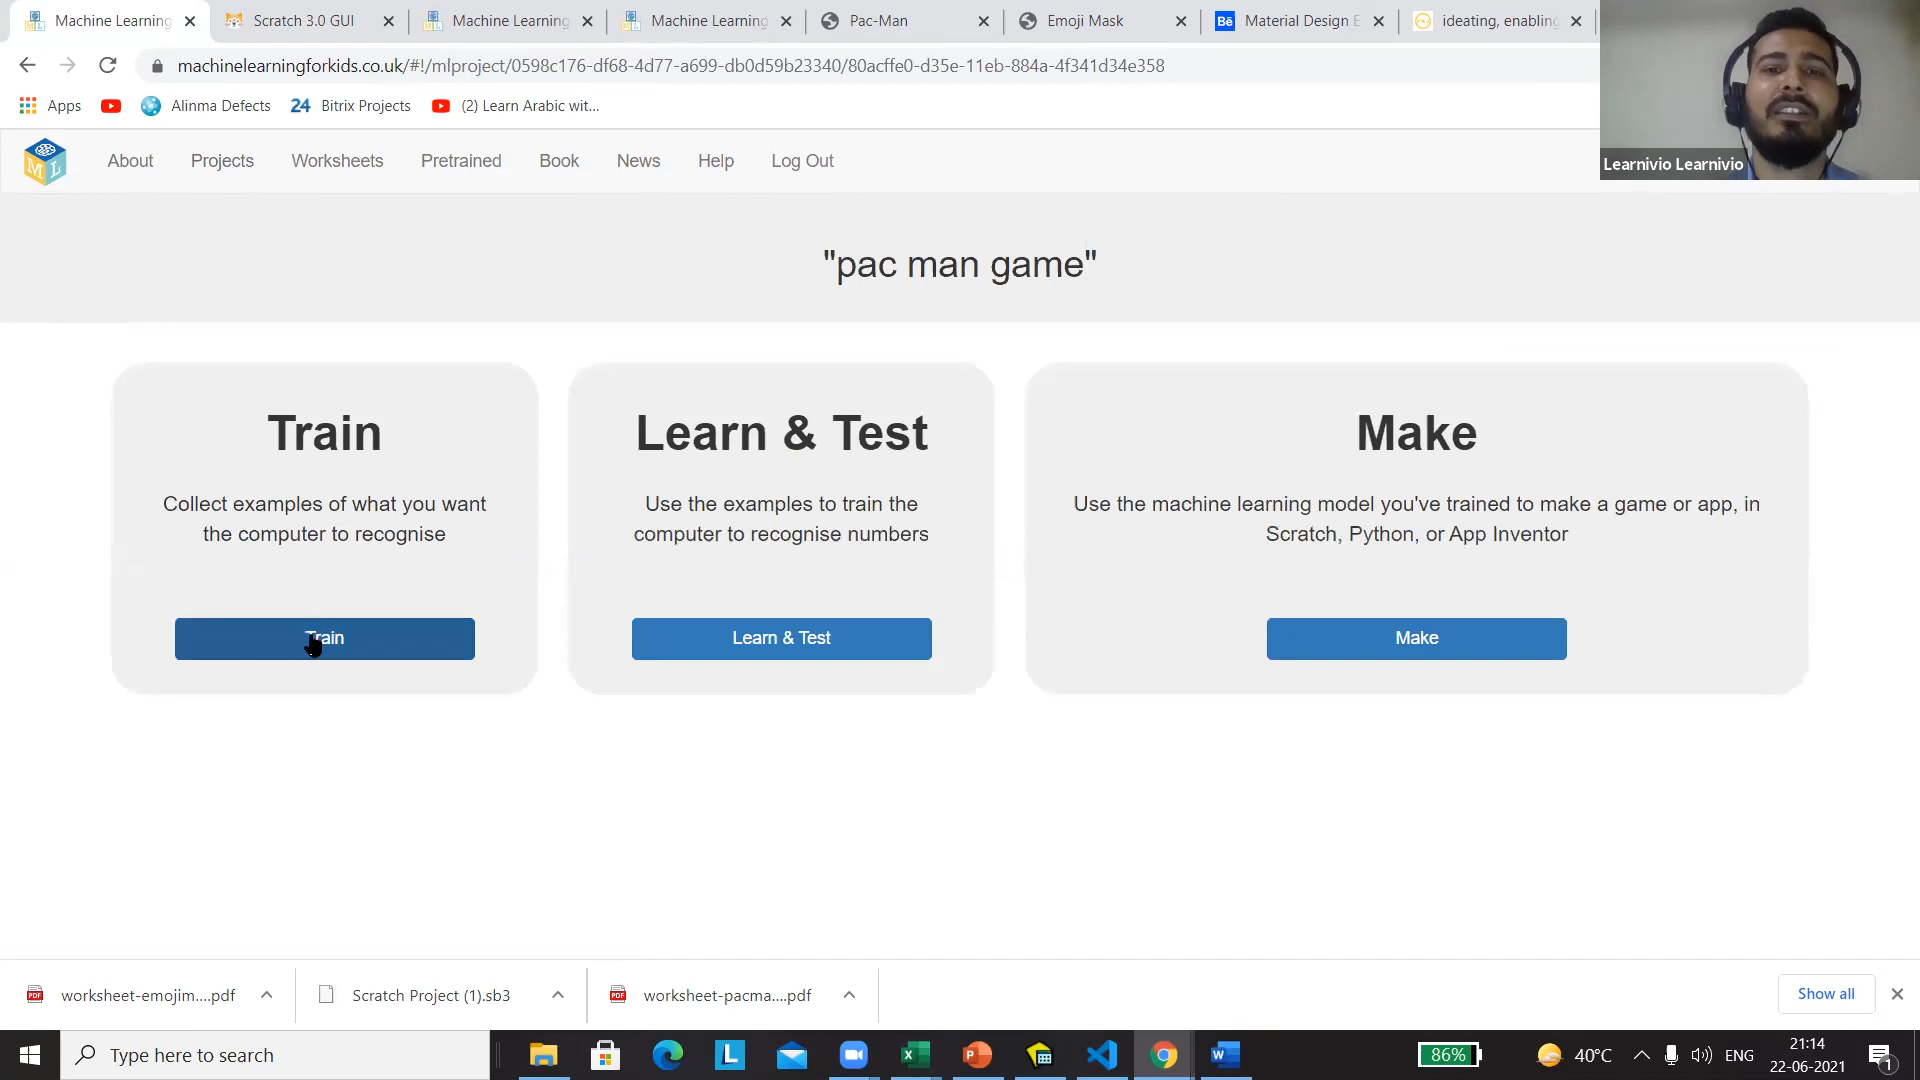 Machine Learning
Scratch 3.0 GUI
Machine Learning
Machine Learning
Pac-Man
Emoji Mask
Bē
Material Design E
ideating, enabling
machinelearningforkids.co.uk/#!/mlproject/0598c176-df68-4d77-a699-db0d59b23340/80acffe0-d35e-11eb-884a-4f341d34e358
Apps
Alinma Defects
24 Bitrix Projects
(2) Learn Arabic wit...
Learnivio Learnivio
M L
About
Projects
Worksheets
Pretrained
Book
News
Help
Log Out
"pac man game"
Train
Collect examples of what you want
the computer to recognise
Train
Learn & Test
Use the examples to train the
computer to recognise numbers
Learn & Test
Make
Use the machine learning model you've trained to make a game or app, in
Scratch, Python, or App Inventor
Make
PDF
worksheet-emojim....pdf
Scratch Project (1).sb3
PDF
worksheet-pacma....pdf
Show all
Type here to search
L
X
P
W
86%
40°C
ENG
21:14
22-06-2021
1